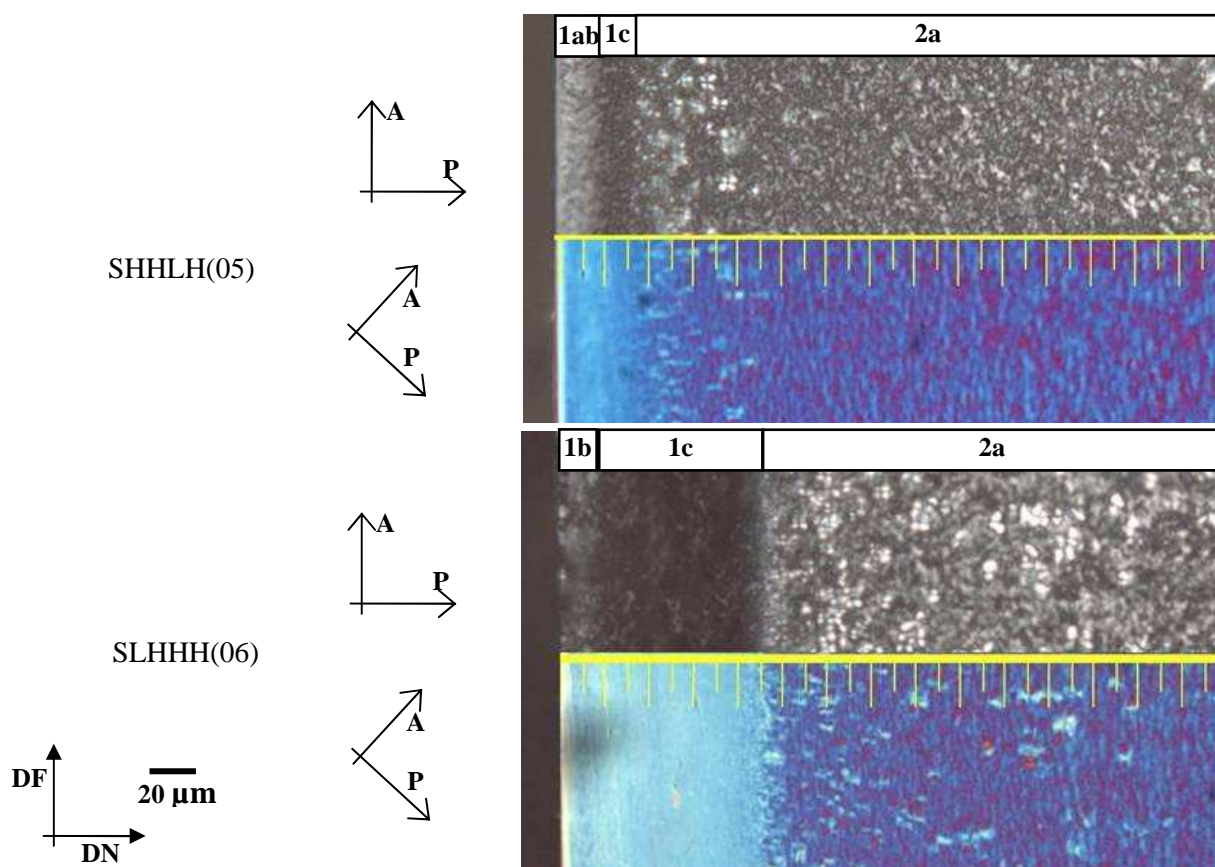 1ab 1c 2a
A
P
SHHLH(05)
A
P
1b 1c 2a
A
P
SLHHH(06)
A
P
DF
20 µm
DN